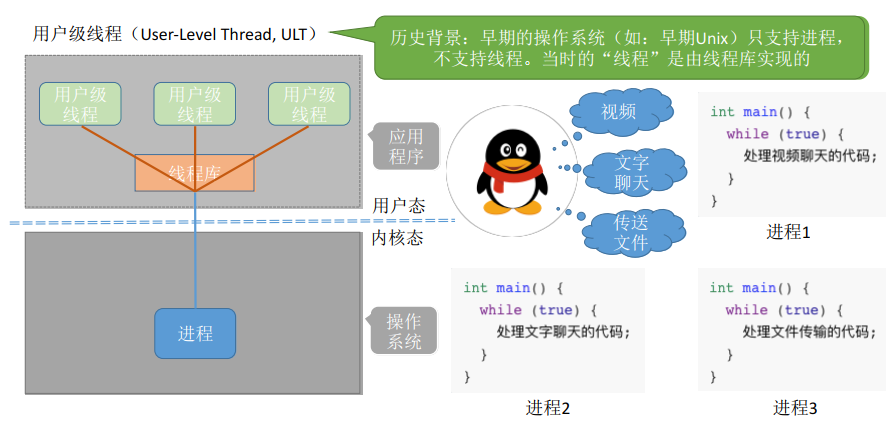 用户级线程（User-Level Thread, ULT）
历史背景：早期的操作系统（如：早期Unix）只支持进程，
不支持线程。当时的“线程”是由线程库实现的
用户级
线程
用户级
线程
用户级
线程
线程库
应用
程序
用户态
内核态
进程
操作
系统
视频
文字
聊天
传送
文件
int main() {
while (true) {
处理视频聊天的代码;
}
}
进程1
int main() {
while (true) {
处理文字聊天的代码;
}
}
进程2
int main() {
while (true) {
处理文件传输的代码;
}
}
进程3